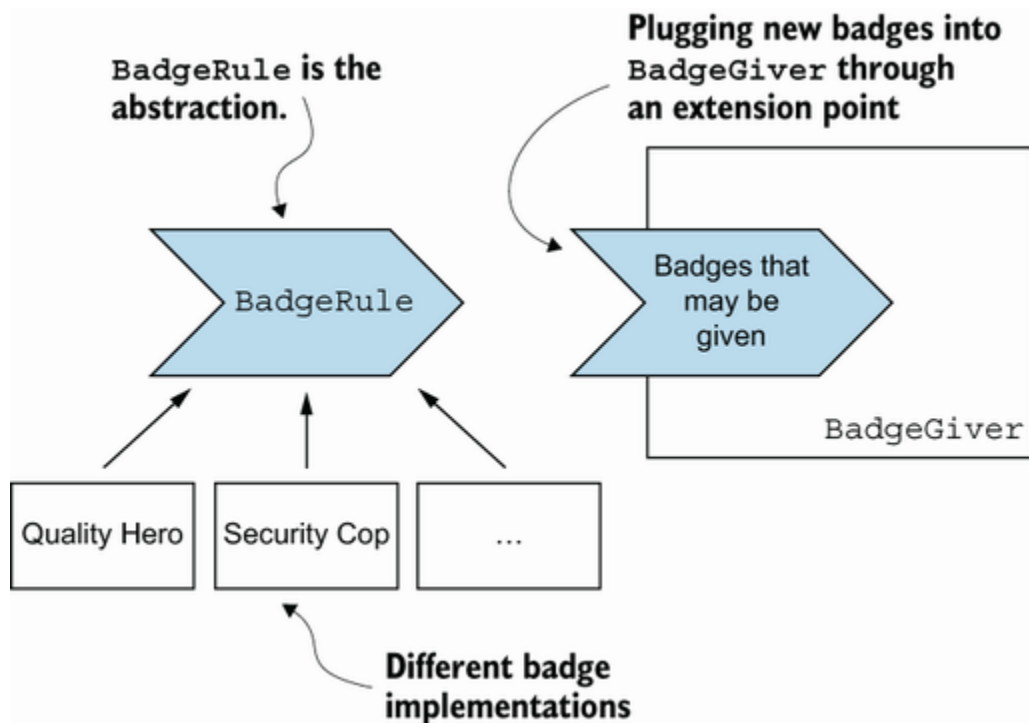 BadgeRule is the
abstraction.
Plugging new badges into
BadgeGiver through
an extension point
BadgeRule
Badges that
may be
given
BadgeGiver
Quality Hero
Security Cop
...
Different badge
implementations